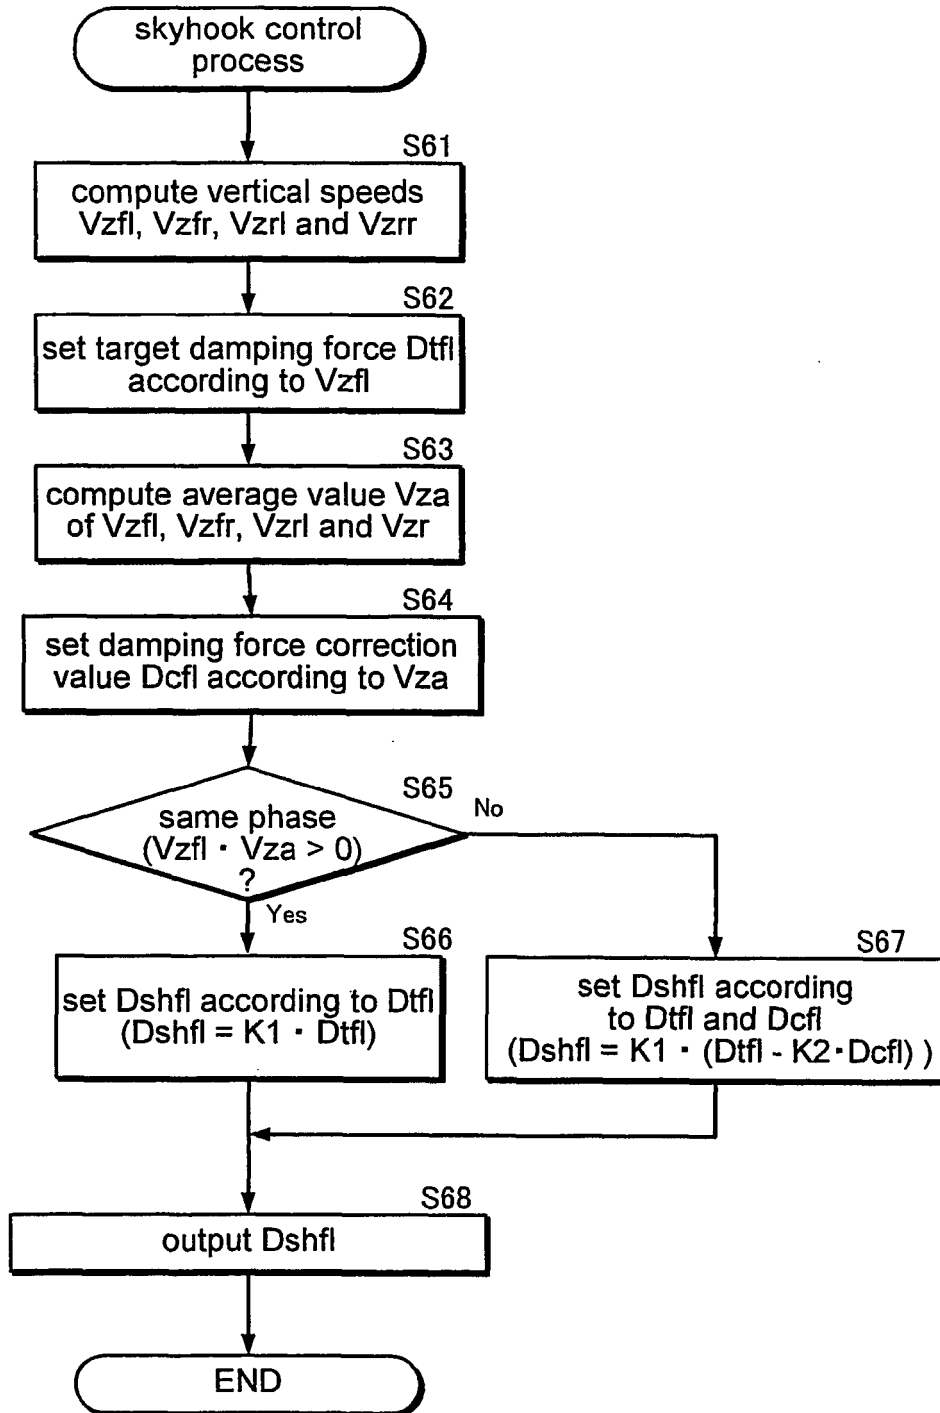 skyhook control
process
S61
compute vertical speeds
Vzfl, Vzfr, Vzrl and Vzrr
S62
set target damping force Dtfl
according to Vzfl
S63
compute average value Vza
of Vzfl, Vzfr, Vzrl and Vzr
S64
set damping force correction
value Dcfl according to Vza
S65
same phase
(Vzfl · Vza > 0)
?
No
Yes
S66
set Dshfl according to Dtfl
(Dshfl = K1 · Dtfl)
S67
set Dshfl according
to Dtfl and Dcfl
(Dshfl = K1 · (Dtfl - K2·Dcfl) )
S68
output Dshfl
END